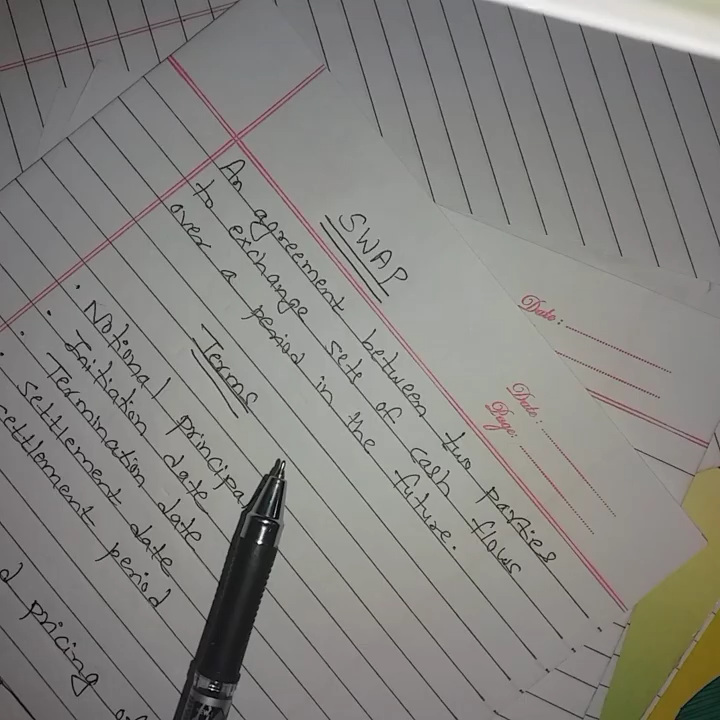 Date:
Date:
Page:
SWAP
An agreement between two parties
to exchange sets of cash flows
over a period in the future.
Terms
Notional principal
Initiation date
Termination date
settlement date
settlement period
pricing